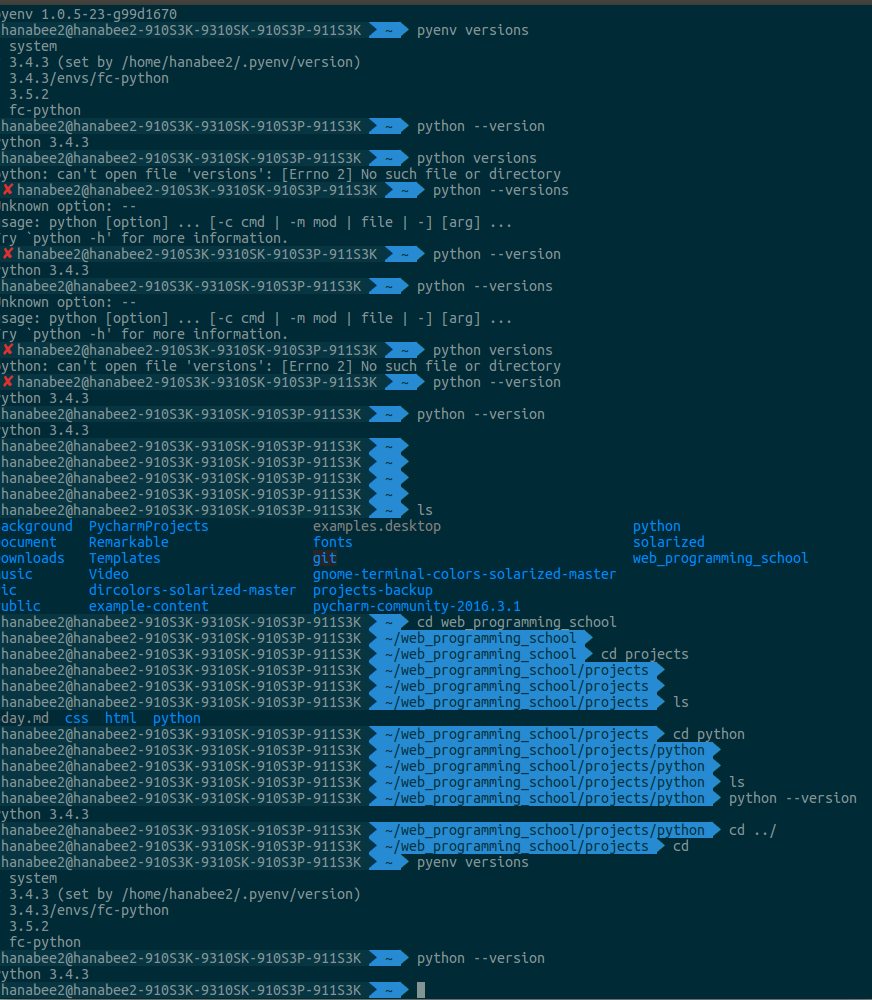 yenv 1.0.5-23-g99d1670
hanabee2@hanabee2-910S3K-9310SK-910S3P-911S3K ~ pyenv versions
system
3.4.3 (set by /home/hanabee2/.pyenv/version)
3.4.3/envs/fc-python
3.5.2
fc-python
hanabee2@hanabee2-910S3K-9310SK-910S3P-911S3K ~ python --version
ython 3.4.3
hanabee2@hanabee2-910S3K-9310SK-910S3P-911S3K ~ python versions
ython: can't open file 'versions': [Errno 2] No such file or directory
✘ hanabee2@hanabee2-910S3K-9310SK-910S3P-911S3K ~ python --versions
nknown option: --
sage: python [option] ... [-c cmd | -m mod | file | -] [arg] ...
ry `python -h' for more information.
✘ hanabee2@hanabee2-910S3K-9310SK-910S3P-911S3K ~ python --version
ython 3.4.3
hanabee2@hanabee2-910S3K-9310SK-910S3P-911S3K ~ python --versions
nknown option: --
sage: python [option] ... [-c cmd | -m mod | file | -] [arg] ...
ry `python -h' for more information.
✘ hanabee2@hanabee2-910S3K-9310SK-910S3P-911S3K ~ python versions
ython: can't open file 'versions': [Errno 2] No such file or directory
✘ hanabee2@hanabee2-910S3K-9310SK-910S3P-911S3K ~ python --version
ython 3.4.3
hanabee2@hanabee2-910S3K-9310SK-910S3P-911S3K ~ python --version
ython 3.4.3
hanabee2@hanabee2-910S3K-9310SK-910S3P-911S3K ~
hanabee2@hanabee2-910S3K-9310SK-910S3P-911S3K ~
hanabee2@hanabee2-910S3K-9310SK-910S3P-911S3K ~
hanabee2@hanabee2-910S3K-9310SK-910S3P-911S3K ~
hanabee2@hanabee2-910S3K-9310SK-910S3P-911S3K ~ ls
ackground PycharmProjects examples.desktop python
ocument Remarkable fonts solarized
ownloads Templates git web_programming_school
usic Video gnome-terminal-colors-solarized-master
ic dircolors-solarized-master projects-backup
ublic example-content pycharm-community-2016.3.1
hanabee2@hanabee2-910S3K-9310SK-910S3P-911S3K ~ cd web_programming_school
hanabee2@hanabee2-910S3K-9310SK-910S3P-911S3K ~/web_programming_school
hanabee2@hanabee2-910S3K-9310SK-910S3P-911S3K ~/web_programming_school cd projects
hanabee2@hanabee2-910S3K-9310SK-910S3P-911S3K ~/web_programming_school/projects
hanabee2@hanabee2-910S3K-9310SK-910S3P-911S3K ~/web_programming_school/projects
hanabee2@hanabee2-910S3K-9310SK-910S3P-911S3K ~/web_programming_school/projects ls
day.md css html python
hanabee2@hanabee2-910S3K-9310SK-910S3P-911S3K ~/web_programming_school/projects cd python
hanabee2@hanabee2-910S3K-9310SK-910S3P-911S3K ~/web_programming_school/projects/python
hanabee2@hanabee2-910S3K-9310SK-910S3P-911S3K ~/web_programming_school/projects/python
hanabee2@hanabee2-910S3K-9310SK-910S3P-911S3K ~/web_programming_school/projects/python ls
hanabee2@hanabee2-910S3K-9310SK-910S3P-911S3K ~/web_programming_school/projects/python python --version
ython 3.4.3
hanabee2@hanabee2-910S3K-9310SK-910S3P-911S3K ~/web_programming_school/projects/python cd ../
hanabee2@hanabee2-910S3K-9310SK-910S3P-911S3K ~/web_programming_school/projects cd
hanabee2@hanabee2-910S3K-9310SK-910S3P-911S3K ~ pyenv versions
system
3.4.3 (set by /home/hanabee2/.pyenv/version)
3.4.3/envs/fc-python
3.5.2
fc-python
hanabee2@hanabee2-910S3K-9310SK-910S3P-911S3K ~ python --version
ython 3.4.3
hanabee2@hanabee2-910S3K-9310SK-910S3P-911S3K ~